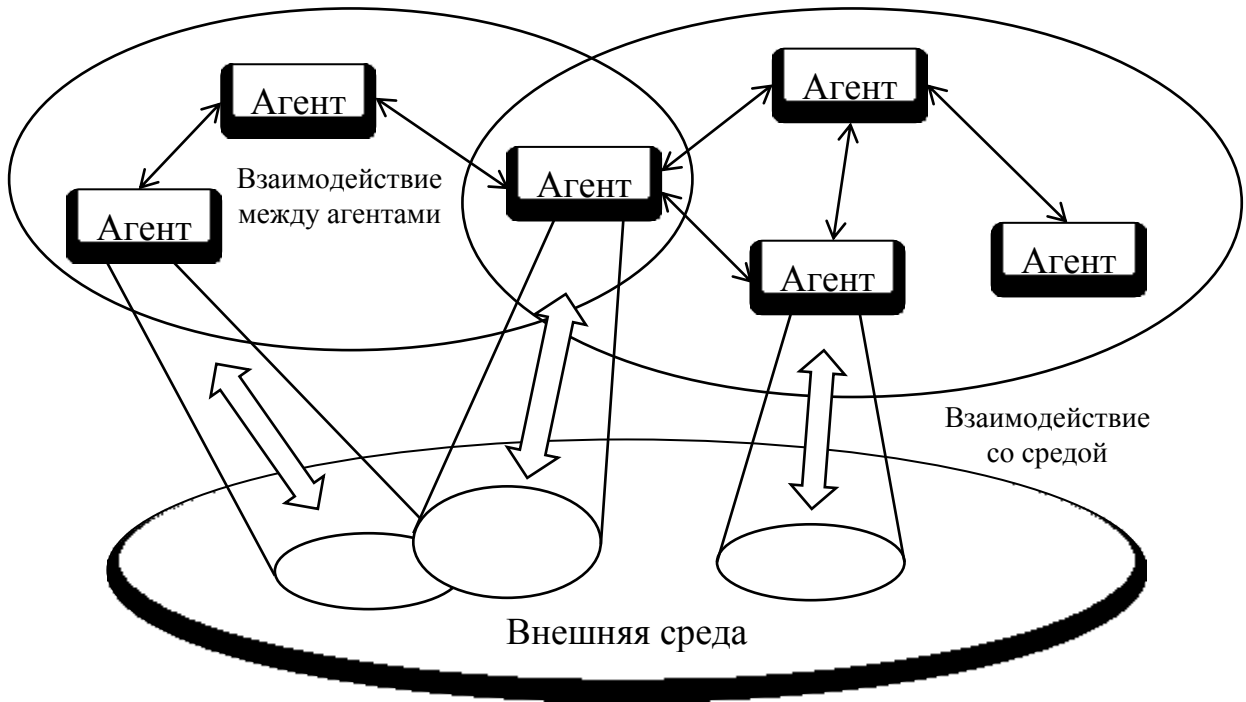 Агент
Агент
Агент
Взаимодействие
между агентами
Агент
Агент
Агент
Взаимодействие
со средой
Внешняя среда